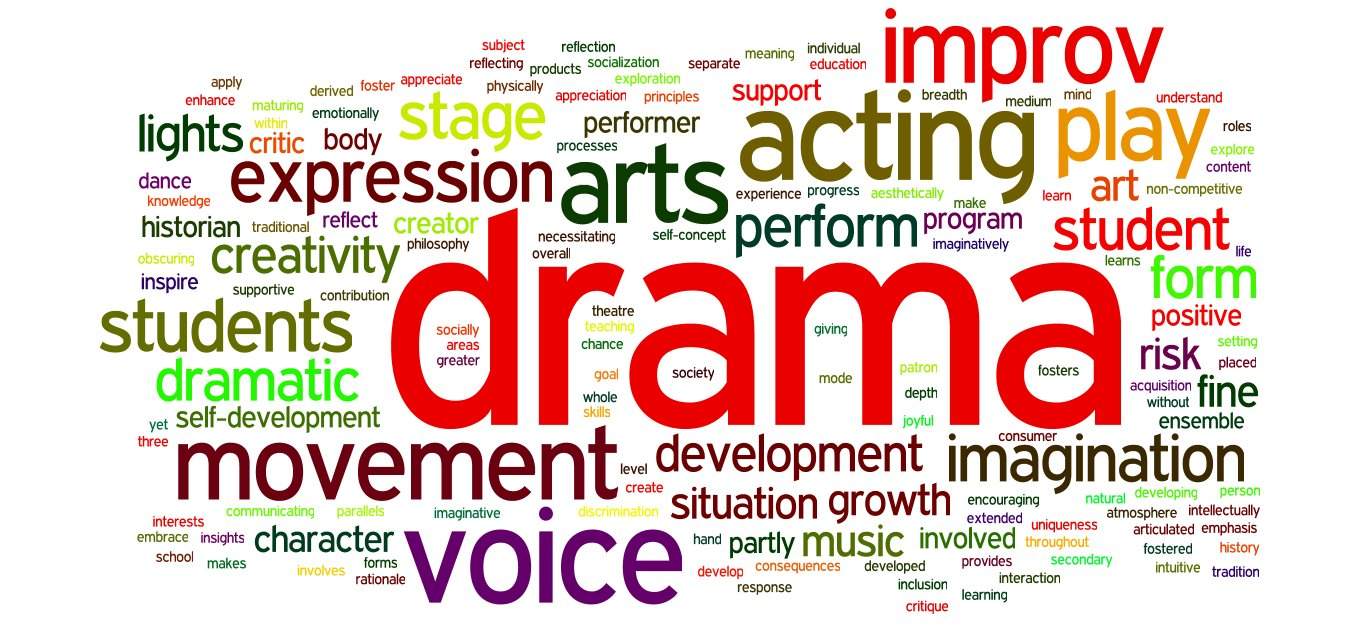 improv
subject
reflection
individual
meaning
reflecting
products
socialization
separate
education
apply
derived
foster
appreciate
physically
exploration
support
breadth
medium
mind
understand
enhance
maturing
emotionally
stage
appreciation
principles
acting
play
lights
within
critic
body
performer
roles
processes
explore
expression
arts
content
dance
knowledge
experience
progress
aesthetically
make
learn
art
non-competitive
historian
traditional
reflect
creator
perform
program
student
philosophy
necessitating
self-concept
imaginatively
creativity
overall
learns
life
obscuring
inspire
supportive
contribution
drama
form
students
theatre
teaching
chance
socially
areas
greater
giving
positive
risk
setting
placed
dramatic
goal
society
mode
patron
fosters
depth
joyful
whole
skills
acquisition
without
fine
self-development
ensemble
yet
three
movement
level
create
development
consumer
imagination
situation
growth
encouraging
natural
developing
person
communicating
parallels
imaginative
discrimination
extended
atmosphere
intellectually
interests
voice
uniqueness
articulated
emphasis
embrace
insights
character
hand
partly
music
involved
throughout
fostered
history
school
makes
forms
involves
rationale
develop
consequences
developed
provides
secondary
intuitive
tradition
response
inclusion
interaction
learning
critique